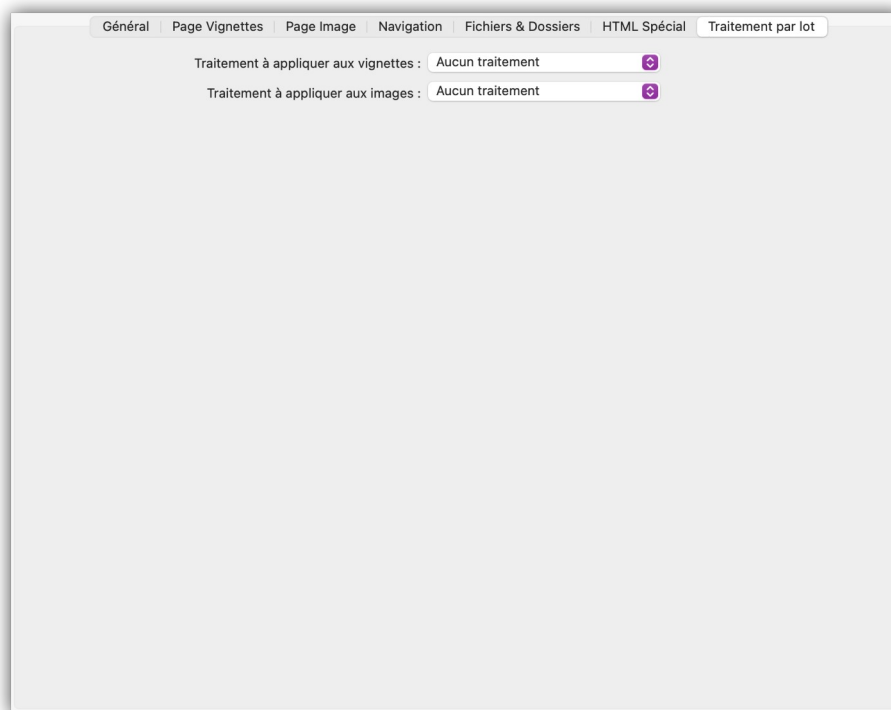 Général Page Vignettes Page Image Navigation Fichiers & Dossiers HTML Spécial Traitement par lot
Traitement à appliquer aux vignettes : Aucun traitement
Traitement à appliquer aux images : Aucun traitement